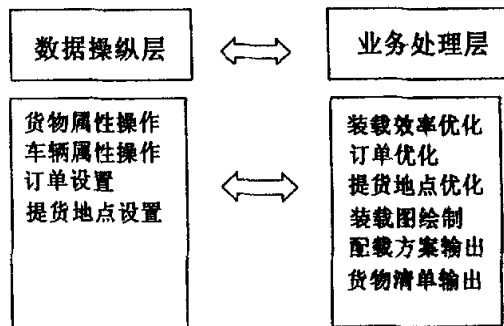 数据操纵层
业务处理层
货物属性操作
车辆属性操作
订单设置
提货地点设置
装载效率优化
订单优化
提货地点优化
装载图绘制
配载方案输出
货物清单输出